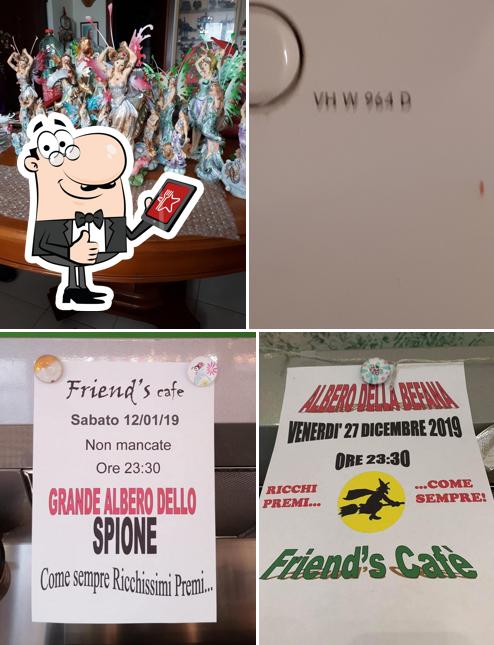 VH W 964 D
Friend's cafe
Sabato 12/01/19
Non mancate
Ore 23:30
GRANDE ALBERO DELLO
SPIONE
Come sempre Ricchissimi Premi...
ALBERO DELLA BEFANA
VENERDI' 27 DICEMBRE 2019
ORE 23:30
RICCHI
PREMI...
...COME
SEMPRE!
Friend's Cafè